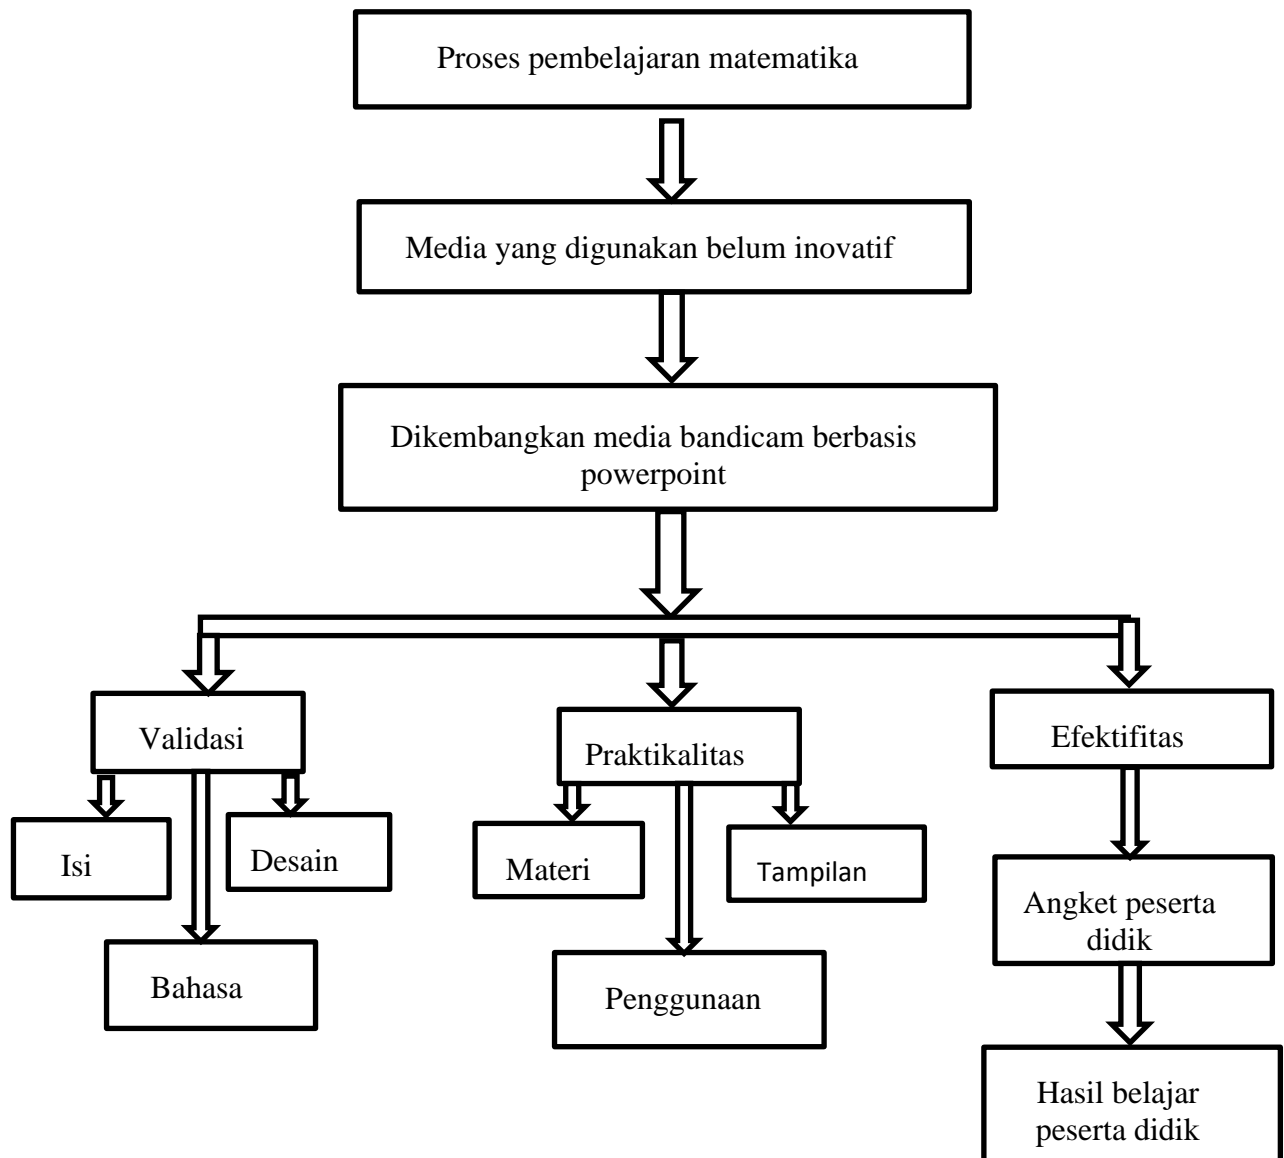 Proses pembelajaran matematika
Media yang digunakan belum inovatif
Dikembangkan media bandicam berbasis
powerpoint
Validasi
Praktikalitas
Efektifitas
Isi
Desain
Materi
Tampilan
Angket peserta
didik
Bahasa
Penggunaan
Hasil belajar
peserta didik